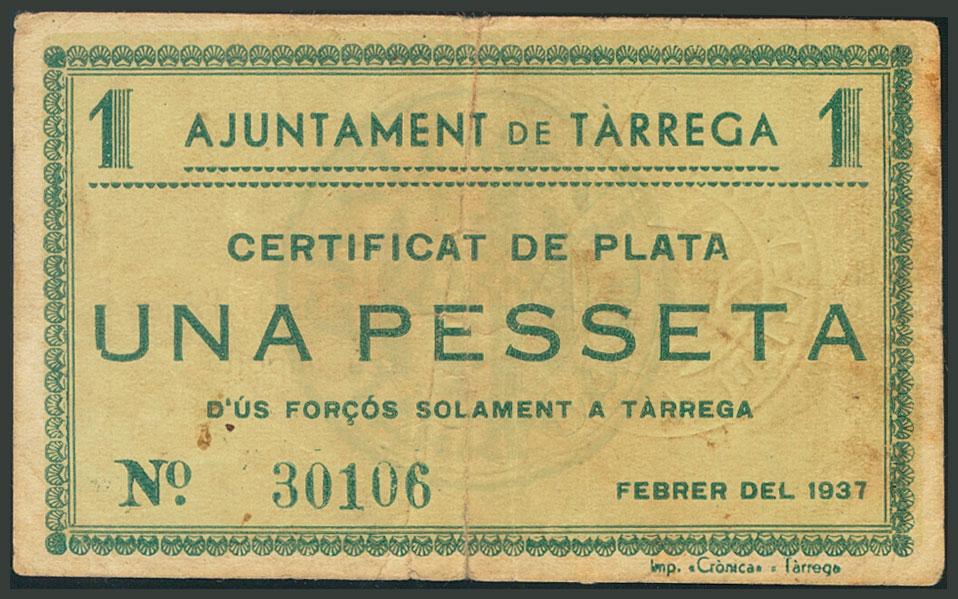 1 AJUNTAMENT DE TÀRREGA 1
CERTIFICAT DE PLATA
UNA PESSETA
D'ÚS FORÇÓS SOLAMENT A TÀRREGA
Nº 30106 FEBRER DEL 1937
Imp. «Crònica» - Tàrrega